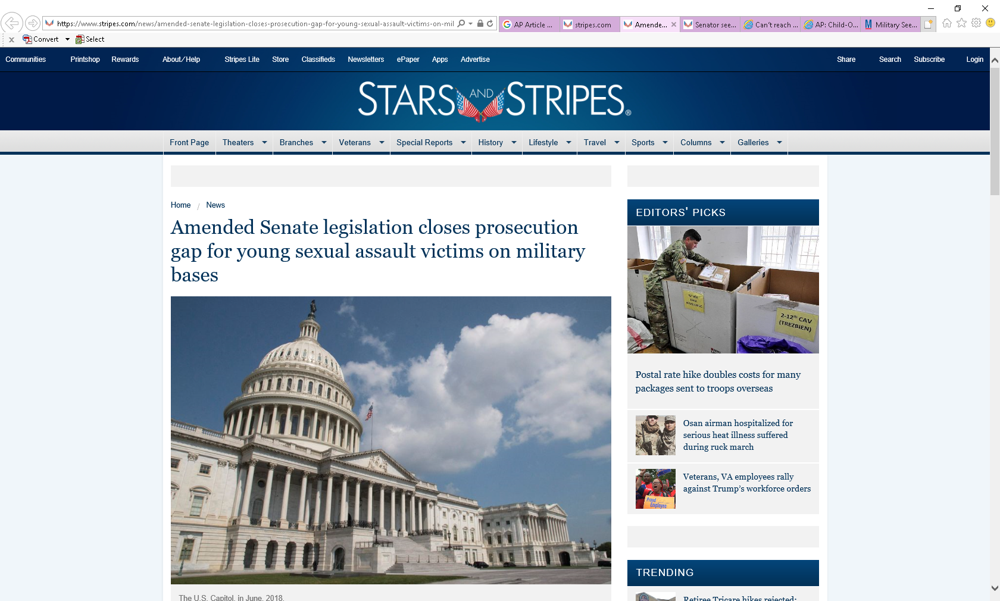 https://www.stripes.com/news/amended-senate-legislation-closes-prosecution-gap-for-young-sexual-assault-victims-on-mil
AP Article ...
stripes.com
Amende...
Senator see...
Can't reach ...
AP: Child-O...
Military See...
Convert
Select
Communities Printshop Rewards About/Help Stripes Lite Store Classifieds Newsletters ePaper Apps Advertise Share Search Subscribe Login
STARS AND STRIPES®
Front Page Theaters Branches Veterans Special Reports History Lifestyle Travel Sports Columns Galleries
Home / News
Amended Senate legislation closes prosecution
gap for young sexual assault victims on military
bases
The U.S. Capitol, in June, 2018.
EDITORS' PICKS
2-12th CAV
(TREZBIEN)
Postal rate hike doubles costs for many
packages sent to troops overseas
Osan airman hospitalized for
serious heat illness suffered
during ruck march
Proud
Employee
Veterans, VA employees rally
against Trump's workforce orders
TRENDING
Retiree Tricare hikes rejected;